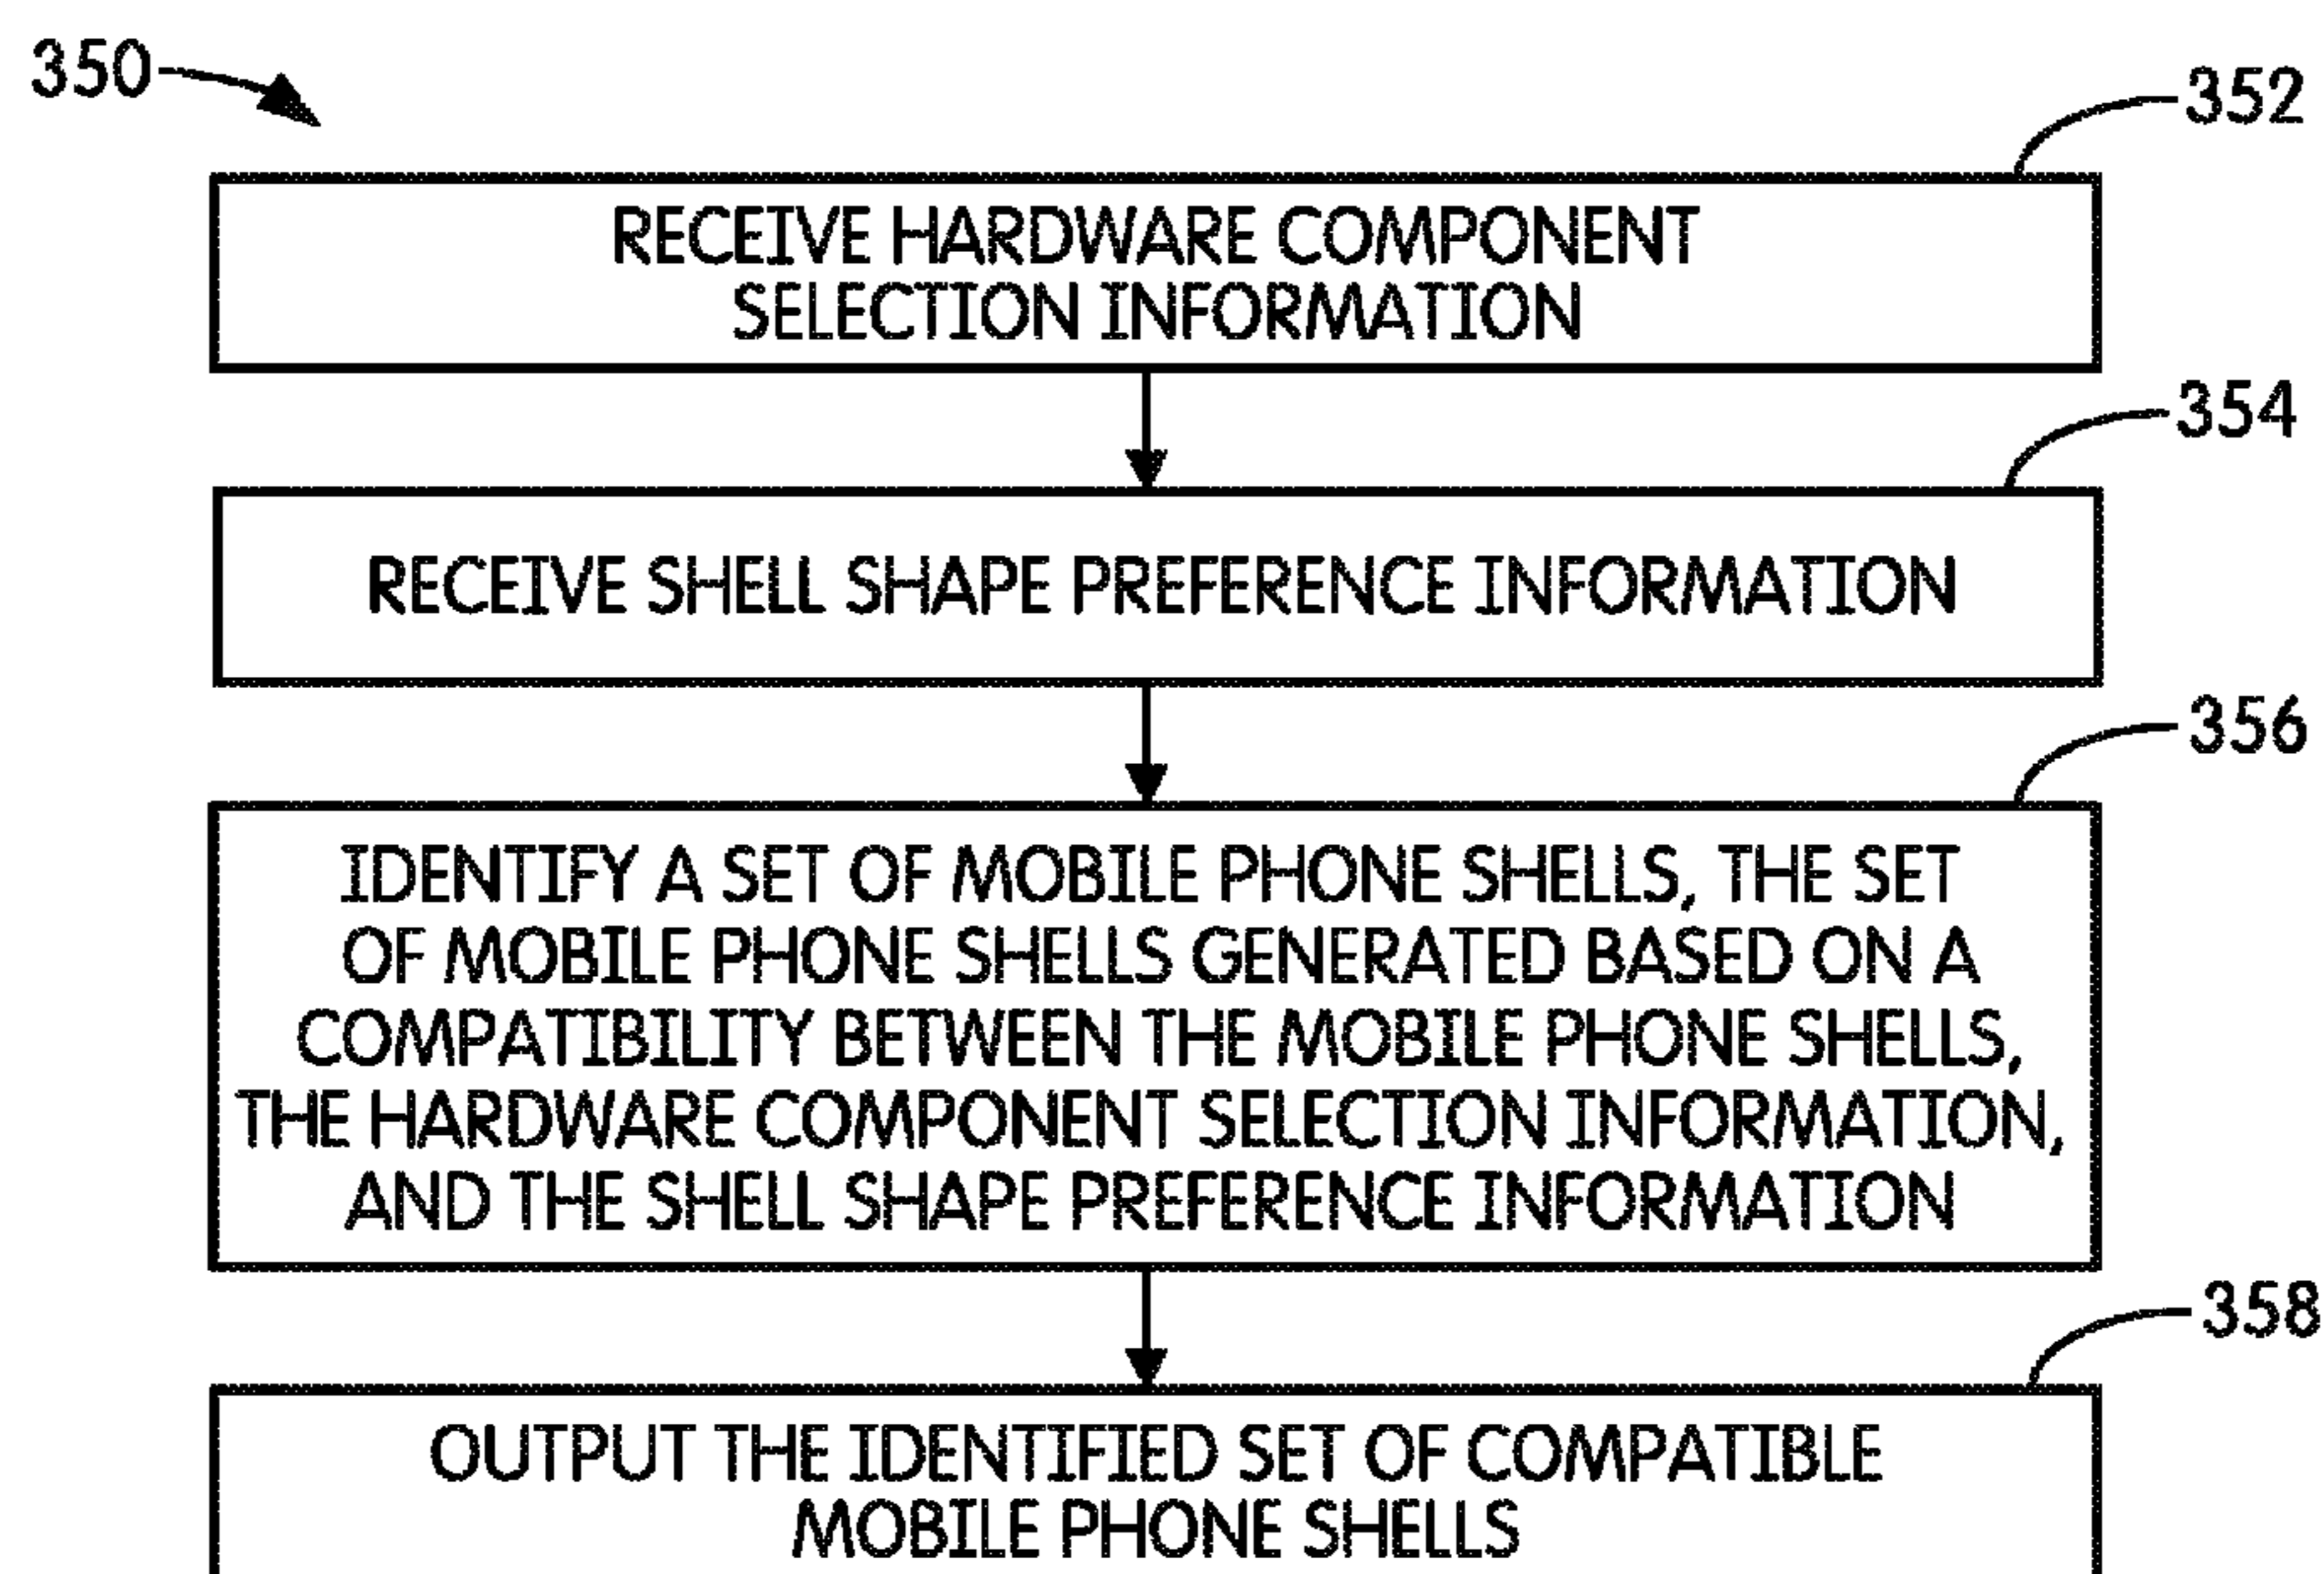 350
352
RECEIVE HARDWARE COMPONENT
SELECTION INFORMATION
354
RECEIVE SHELL SHAPE PREFERENCE INFORMATION
356
IDENTIFY A SET OF MOBILE PHONE SHELLS, THE SET
OF MOBILE PHONE SHELLS GENERATED BASED ON A
COMPATIBILITY BETWEEN THE MOBILE PHONE SHELLS,
THE HARDWARE COMPONENT SELECTION INFORMATION,
AND THE SHELL SHAPE PREFERENCE INFORMATION
358
OUTPUT THE IDENTIFIED SET OF COMPATIBLE
MOBILE PHONE SHELLS